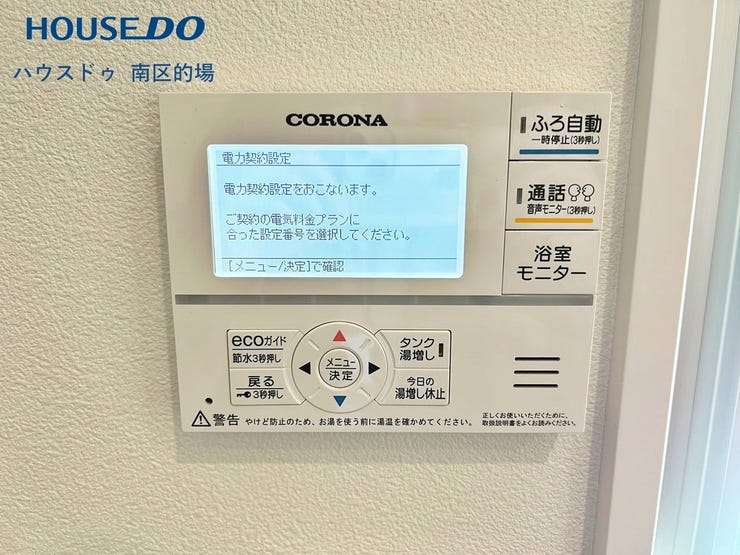 HOUSE DO
ハウスドゥ 南区的場
CORONA
電力契約設定
電力契約設定をおこないます。
ご契約の電気料金プランに
合った設定番号を選択してください。
[メニュー/決定]で確認
ふろ自動
一時停止(3秒押し)
通話
音声モニター(3秒押し)
浴室
モニター
ecoガイド
節水3秒押し
戻る
3秒押し
メニュー
決定
タンク
湯増し
今日の
湯増し休止
警告 やけど防止のため、お湯を使う前に湯温を確かめてください。
正しくお使いいただくために、
取扱説明書をよくお読みください。